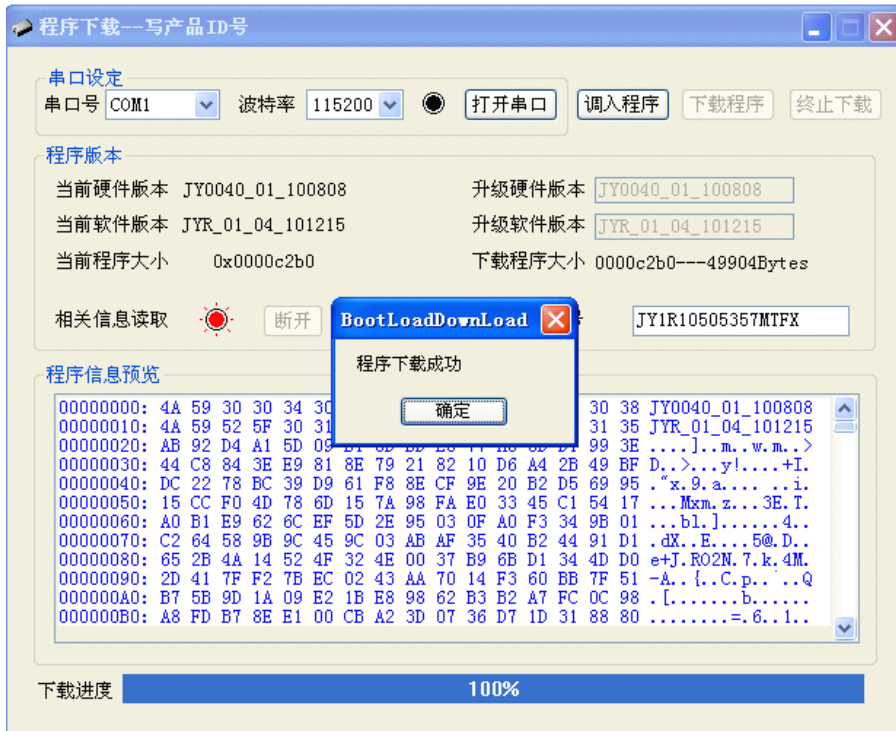 程序下载--写产品ID号
串口设定
串口号 COM1 波特率 115200 打开串口 调入程序 下载程序 终止下载
程序版本
当前硬件版本 JY0040_01_100808 升级硬件版本 JY0040_01_100808
当前软件版本 JYR_01_04_101215 升级软件版本 JYR_01_04_101215
当前程序大小 0x0000c2b0 下载程序大小 0000c2b0---49904Bytes
相关信息读取 断开 JY1R10505357MTFX
BootLoadDownLoad
程序下载成功
确定
程序信息预览
00000000: 4A 59 30 30 34 30 30 38 JY0040_01_100808
00000010: 4A 59 52 5F 30 31 31 35 JYR_01_04_101215
00000020: AB 92 D4 A1 5D 09 99 3E ....]..m..w.m..>
00000030: 44 C8 84 3E E9 81 8E 79 21 82 10 D6 A4 2B 49 BF D..>...y!....+I.
00000040: DC 22 78 BC 39 D9 61 F8 8E CF 9E 20 B2 D5 69 95 ."x.9.a.... ..i.
00000050: 15 CC F0 4D 78 6D 15 7A 98 FA E0 33 45 C1 54 17 ...Mxm.z...3E.T.
00000060: A0 B1 E9 62 6C EF 5D 2E 95 03 0F A0 F3 34 9B 01 ...bl.]......4..
00000070: C2 64 58 9B 9C 45 9C 03 AB AF 35 40 B2 44 91 D1 .dX..E....5@.D..
00000080: 65 2B 4A 14 52 4F 32 4E 00 37 B9 6B D1 34 4D D0 e+J.RO2N.7.k.4M.
00000090: 2D 41 7F F2 7B EC 02 43 AA 70 14 F3 60 BB 7F 51 -A..{..C.p..`..Q
000000A0: B7 5B 9D 1A 09 E2 1B E8 98 62 B3 B2 A7 FC 0C 98 .[.......b......
000000B0: A8 FD B7 8E E1 00 CB A2 3D 07 36 D7 1D 31 88 80 ........=.6..1..
下载进度 100%